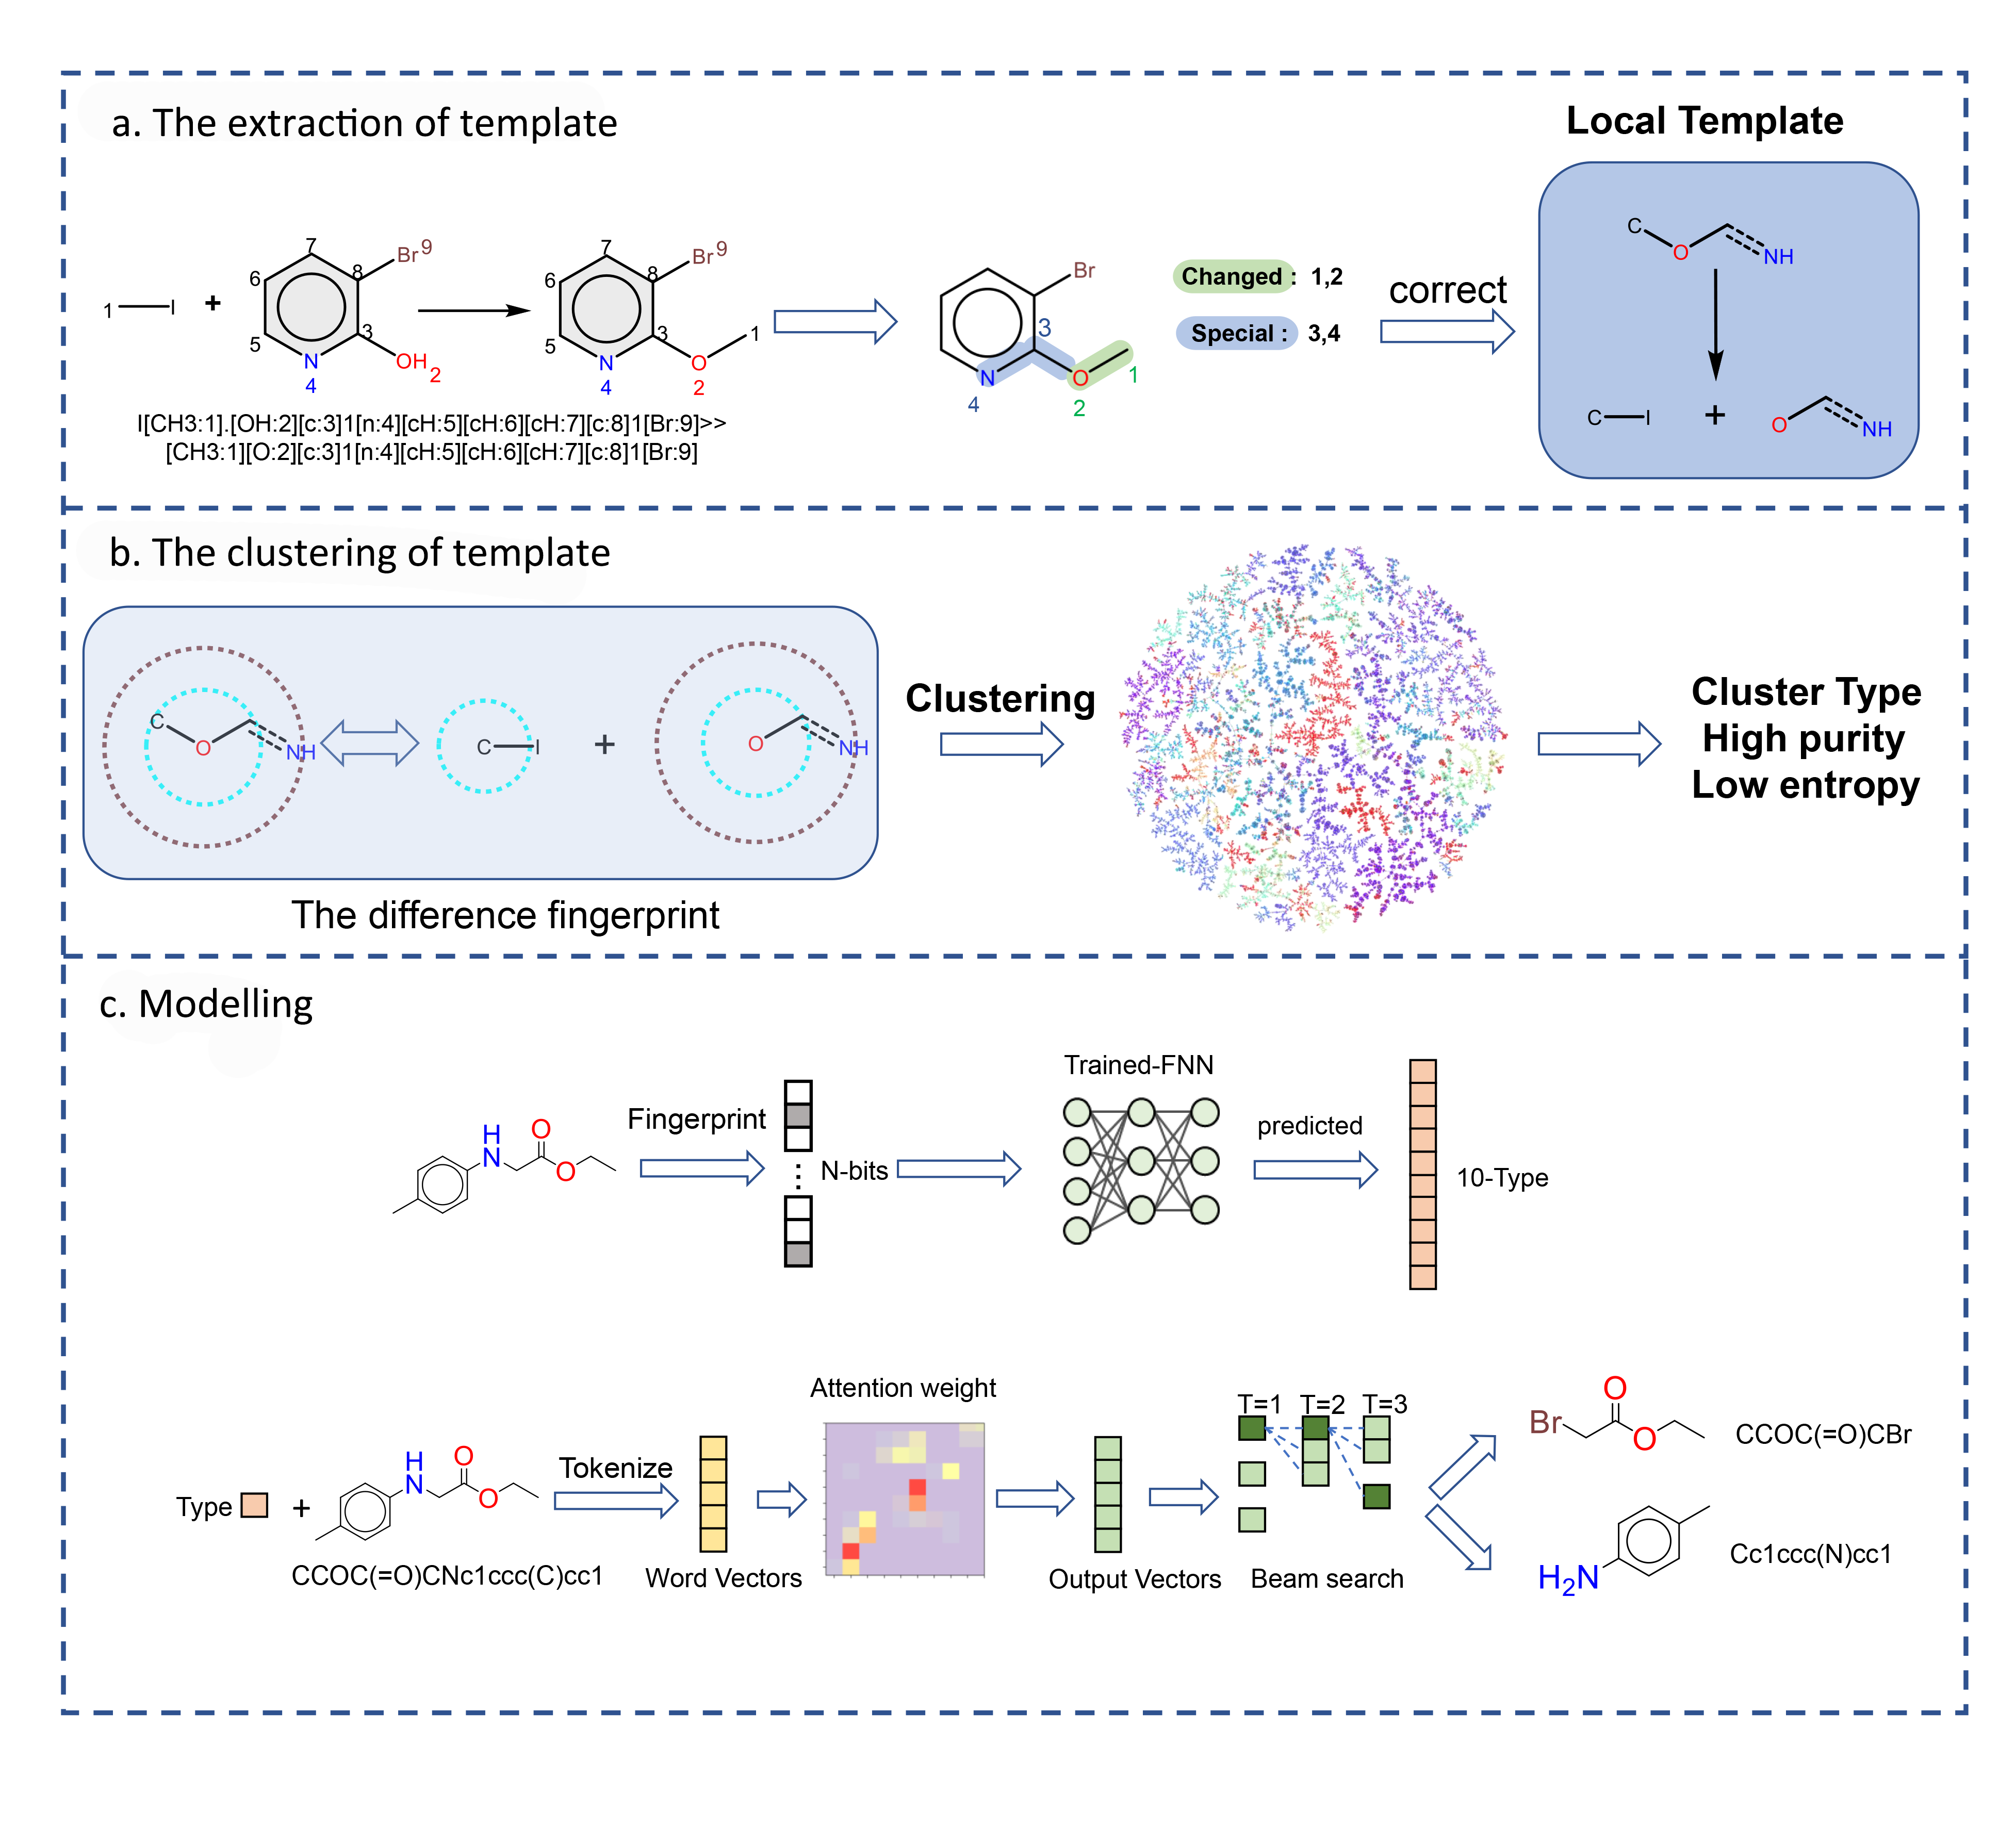 a. The extraction of template
Local Template
1 I + 7 6 5 N 4 3 OH 2 8 Br 9
7 6 5 N 4 3 O 2 1 8 Br 9
Br 3 N 4 O 2 1
Changed : 1,2
Special : 3,4
correct
C O NH
C I + O NH
I[CH3:1].[OH:2][c:3]1[n:4][cH:5][cH:6][cH:7][c:8]1[Br:9]>>
[CH3:1][O:2][c:3]1[n:4][cH:5][cH:6][cH:7][c:8]1[Br:9]
b. The clustering of template
C O NH C I + O NH
The difference fingerprint
Clustering
Cluster Type
High purity
Low entropy
c. Modelling
H N O O
Fingerprint
N-bits
Trained-FNN
predicted
10-Type
Type + H N O O
CCOC(=O)CNc1ccc(C)cc1
Tokenize
Word Vectors
Attention weight
Output Vectors
T=1 T=2 T=3
Beam search
Br O O
CCOC(=O)CBr
H2N
Cc1ccc(N)cc1